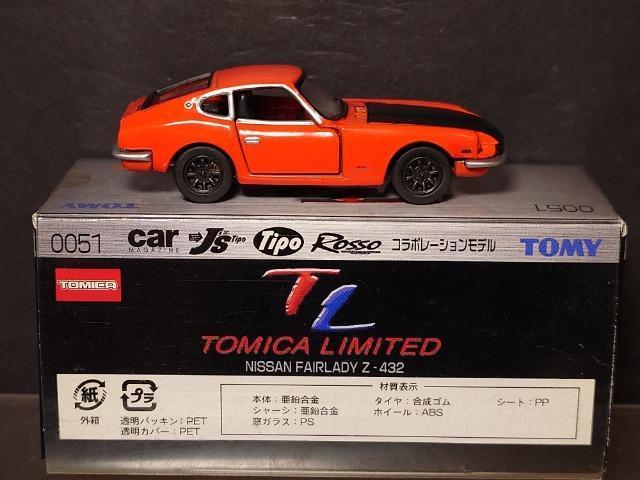 0051
TOMY
0051 car MAGAZINE J's Tipo Tipo Rosso コラボレーションモデル TOMY
TOMICA
TL
TOMICA LIMITED
NISSAN FAIRLADY Z-432
材質表示
紙 プラ 本体:亜鉛合金 タイヤ:合成ゴム シート:PP
シャーシ:亜鉛合金 ホイール:ABS
外箱 透明パッキン:PET 窓ガラス:PS
透明カバー:PET